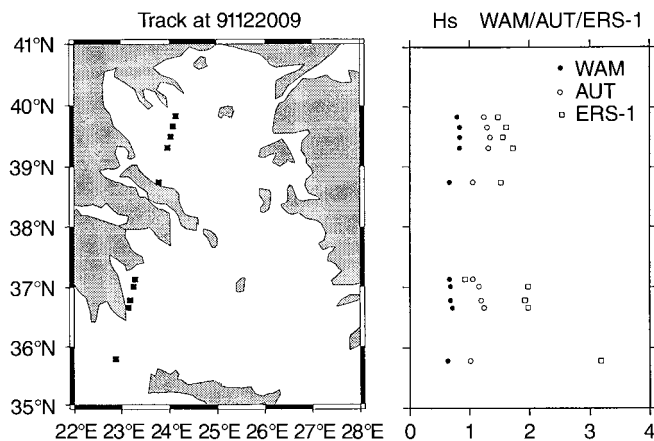 Track at 91122009
Hs WAM/AUT/ERS-1
41°N
40°N
39°N
38°N
37°N
36°N
35°N
22°E 23°E 24°E 25°E 26°E 27°E 28°E
WAM
AUT
ERS-1
0 1 2 3 4